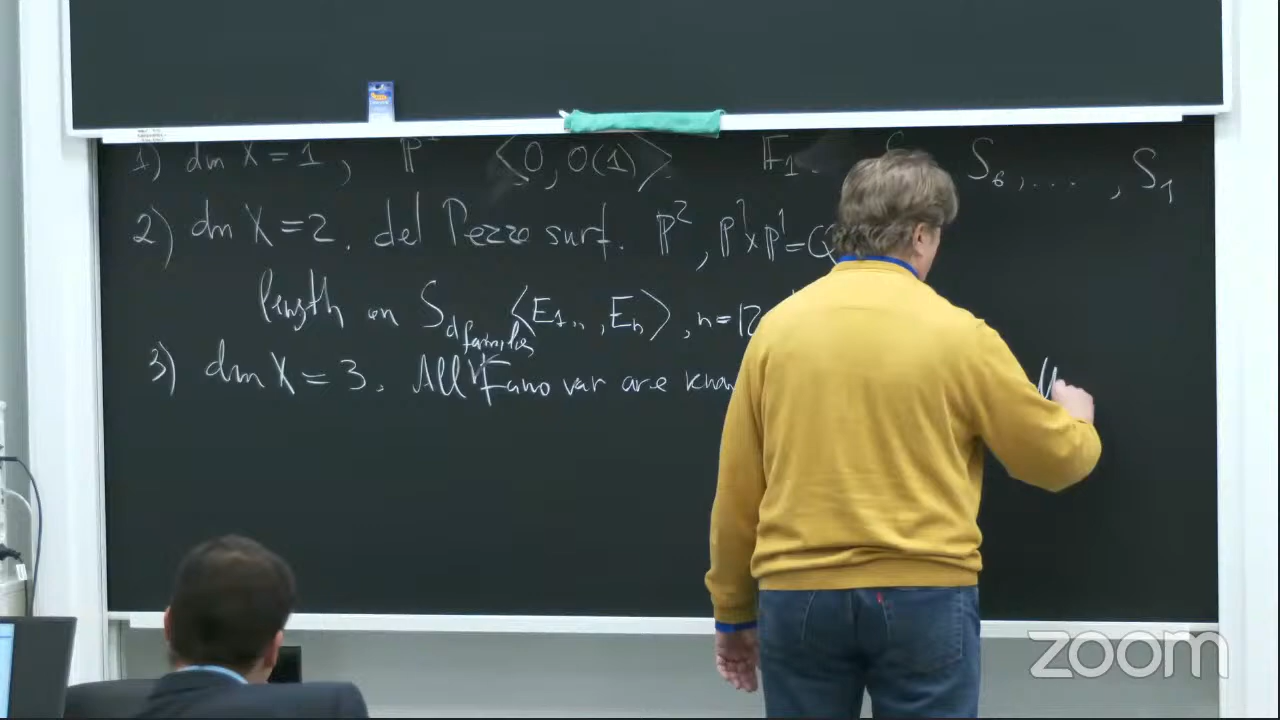 1) dim X = 1, P¹ ⟨O, O(1)⟩ F₁ S₆, ..., S₁
2) dim X = 2. del Pezzo surf. P², P¹×P¹=Q
length on S_d ⟨E₁, ..., Eₙ⟩, n=12
families
3) dim X = 3. All Fano var are
zoom